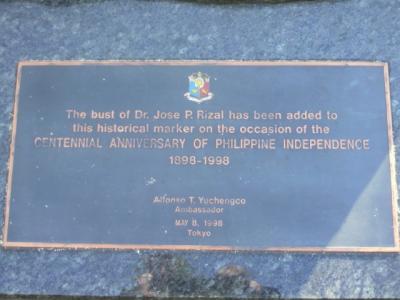 The bust of Dr. Jose P. Rizal has been added to
this historical marker on the occasion of the
CENTENNIAL ANNIVERSARY OF PHILIPPINE INDEPENDENCE
1898-1998
Alfonso T. Yuchengco
Ambassador
MAY 8, 1998
Tokyo